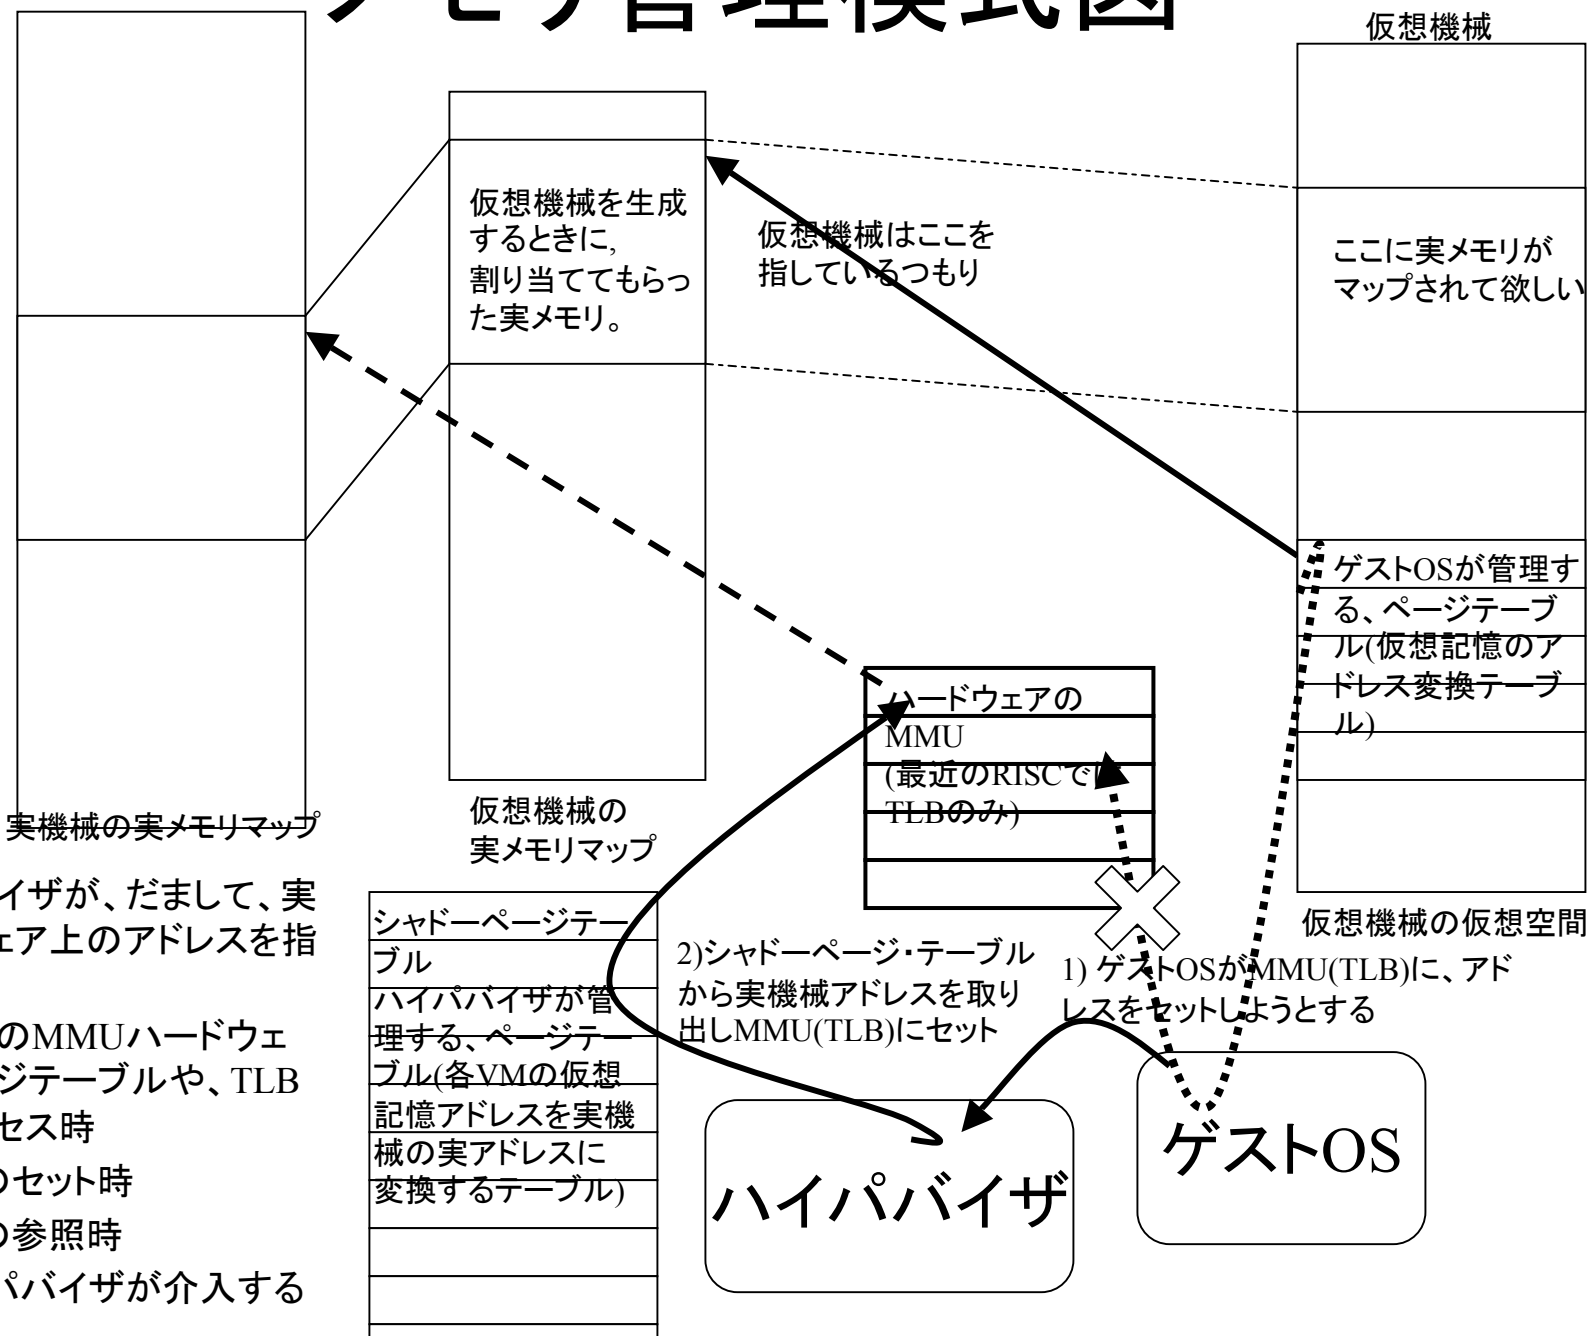 メモリ管理模式図
仮想機械
仮想機械を生成
するときに,
割り当ててもらっ
た実メモリ。
仮想機械はここを
指しているつもり
ここに実メモリが
マップされて欲しい
ゲストOSが管理す
る、ページテーブ
ル(仮想記憶のア
ドレス変換テーブ
ル)
ハードウェアの
MMU
(最近のRISCでは
TLBのみ)
実機械の実メモリマップ
仮想機械の
実メモリマップ
仮想機械の仮想空間
イザが、だまして、実
ェア上のアドレスを指
のMMUハードウェ
ジテーブルや、TLB
セス時
のセット時
の参照時
パバイザが介入する
シャドーページテー
ブル
ハイパバイザが管
理する、ページテー
ブル(各VMの仮想
記憶アドレスを実機
械の実アドレスに
変換するテーブル)
2)シャドーページ・テーブル
から実機械アドレスを取り
出しMMU(TLB)にセット
1) ゲストOSがMMU(TLB)に、アド
レスをセットしようとする
ハイパバイザ
ゲストOS